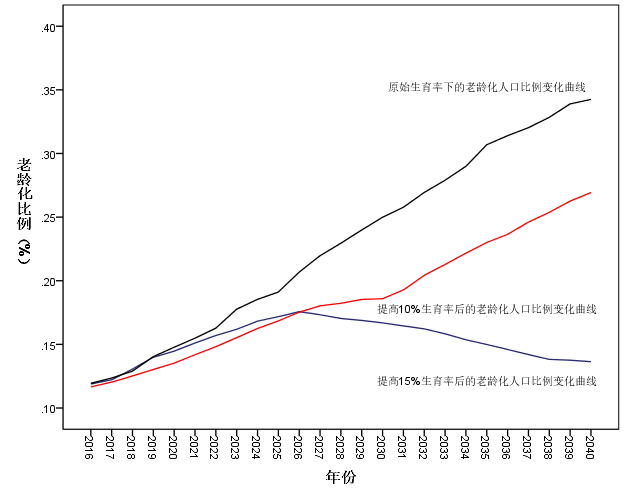 .40
.35
.30
.25
.20
.15
.10
老龄化比例（%）
原始生育率下的老龄化人口比例变化曲线
提高10%生育率后的老龄化人口比例变化曲线
提高15%生育率后的老龄化人口比例变化曲线
2016 2017 2018 2019 2020 2021 2022 2023 2024 2025 2026 2027 2028 2029 2030 2031 2032 2033 2034 2035 2036 2037 2038 2039 2040
年份